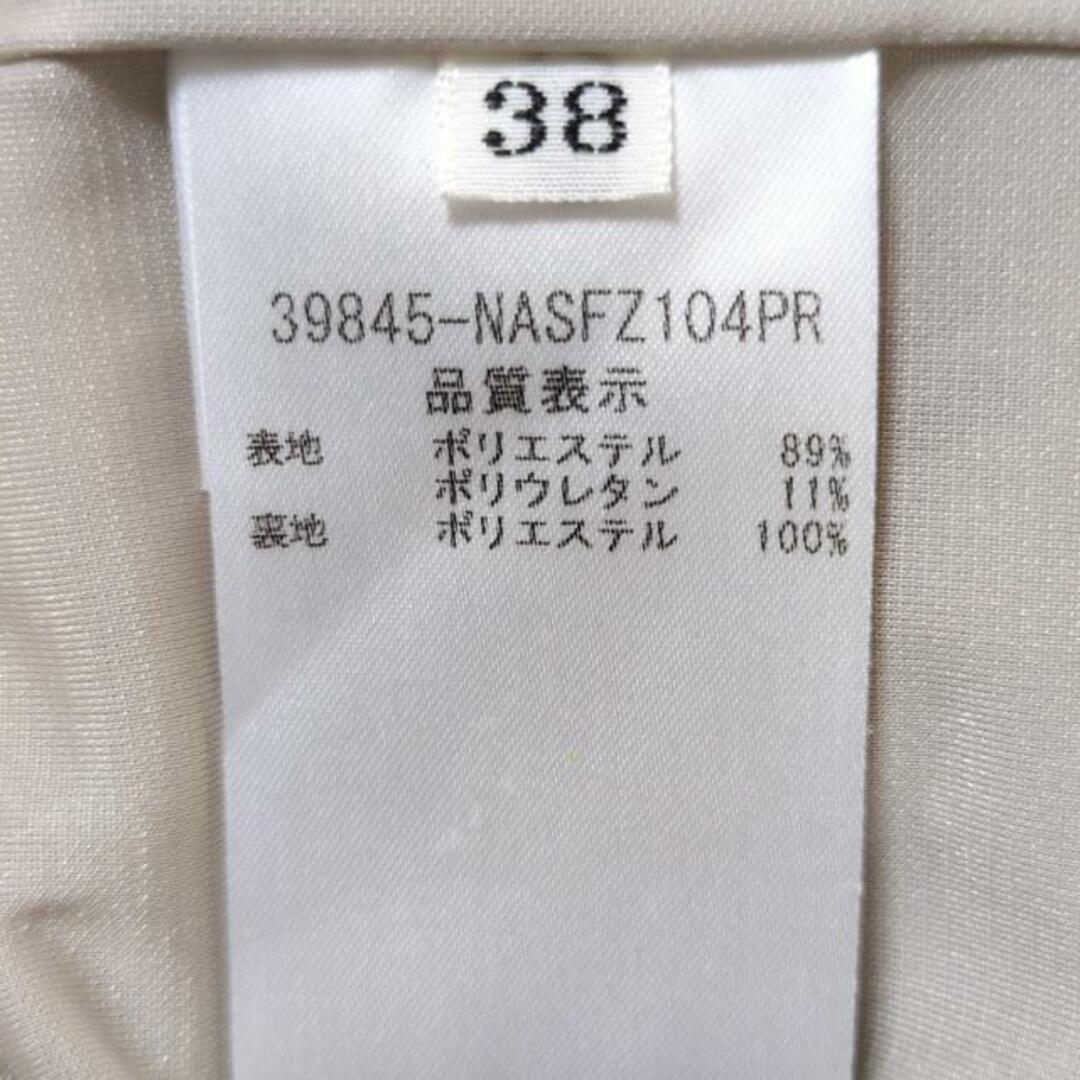 38
39845-NASFZ104PR
品質表示
表地 ポリエステル 89%
ポリウレタン 11%
裏地 ポリエステル 100%